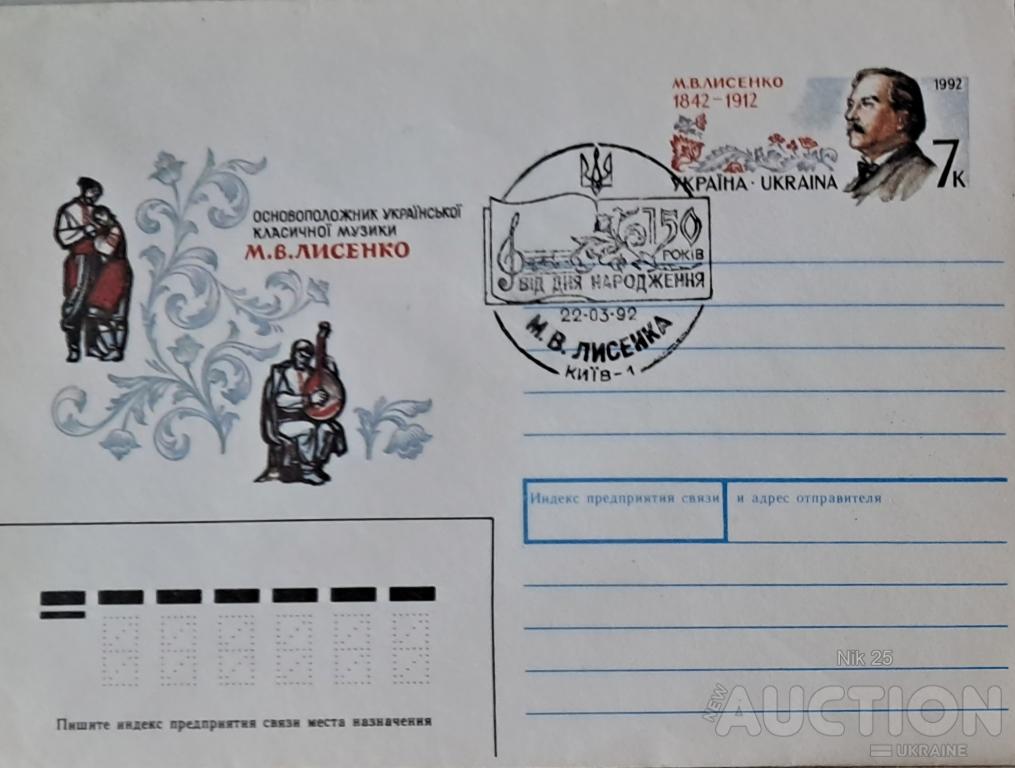 М.В.ЛИСЕНКО
1842-1912
1992
УКРАЇНА · UKRAINA
7к
ОСНОВОПОЛОЖНИК УКРАЇНСЬКОЇ
КЛАСИЧНОЇ МУЗИКИ
М.В.ЛИСЕНКО
150
РОКІВ
ВІД ДНЯ НАРОДЖЕННЯ
22-03-92
М. В. ЛИСЕНКА
КИЇВ-1
Индекс предприятия связи и адрес отправителя
Пишите индекс предприятия связи места назначения
Nik 25
NEW AUCTION
UKRAINE